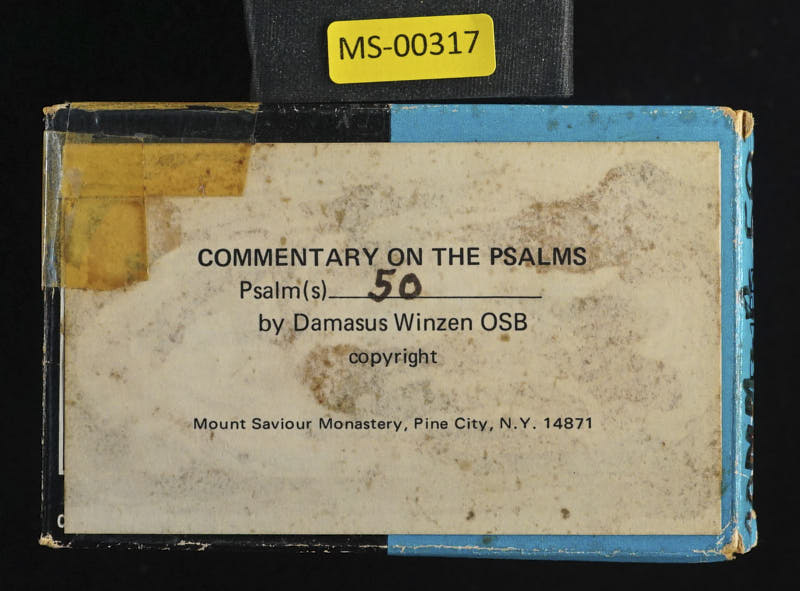 MS-00317
COMMENTARY ON THE PSALMS
Psalm(s) 50
by Damasus Winzen OSB
copyright
Mount Saviour Monastery, Pine City, N.Y. 14871